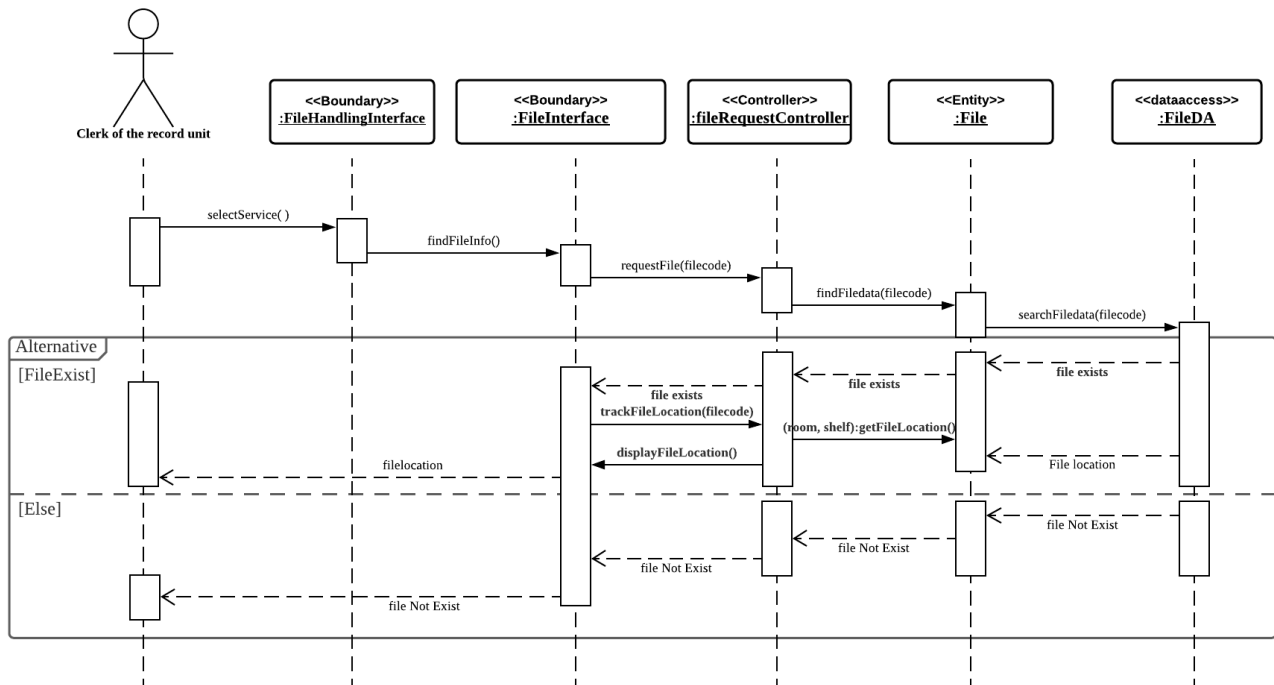 Clerk of the record unit
<<Boundary>>
:FileHandlingInterface
<<Boundary>>
:FileInterface
<<Controller>>
:fileRequestController
<<Entity>>
:File
<<dataaccess>>
:FileDA
selectService( )
findFileInfo()
requestFile(filecode)
findFiledata(filecode)
searchFiledata(filecode)
Alternative
[FileExist]
file exists
file exists
file exists
trackFileLocation(filecode)
(room, shelf):getFileLocation()
displayFileLocation()
File location
filelocation
[Else]
file Not Exist
file Not Exist
file Not Exist
file Not Exist